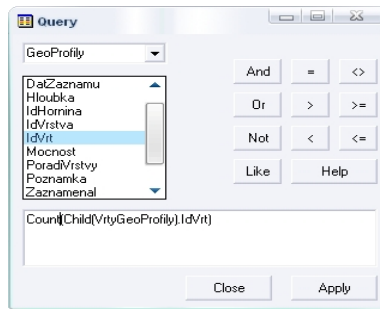 Query
GeoProfily
And = <>
DatZaznamu
Hloubka
Or > >=
IdHornina
IdVrstva
IdVrt
Not < <=
Mocnost
PoradiVrstvy
Like Help
Poznamka
Zaznamenal
Count(Child(VrtyGeoProfily).IdVrt)
Close Apply